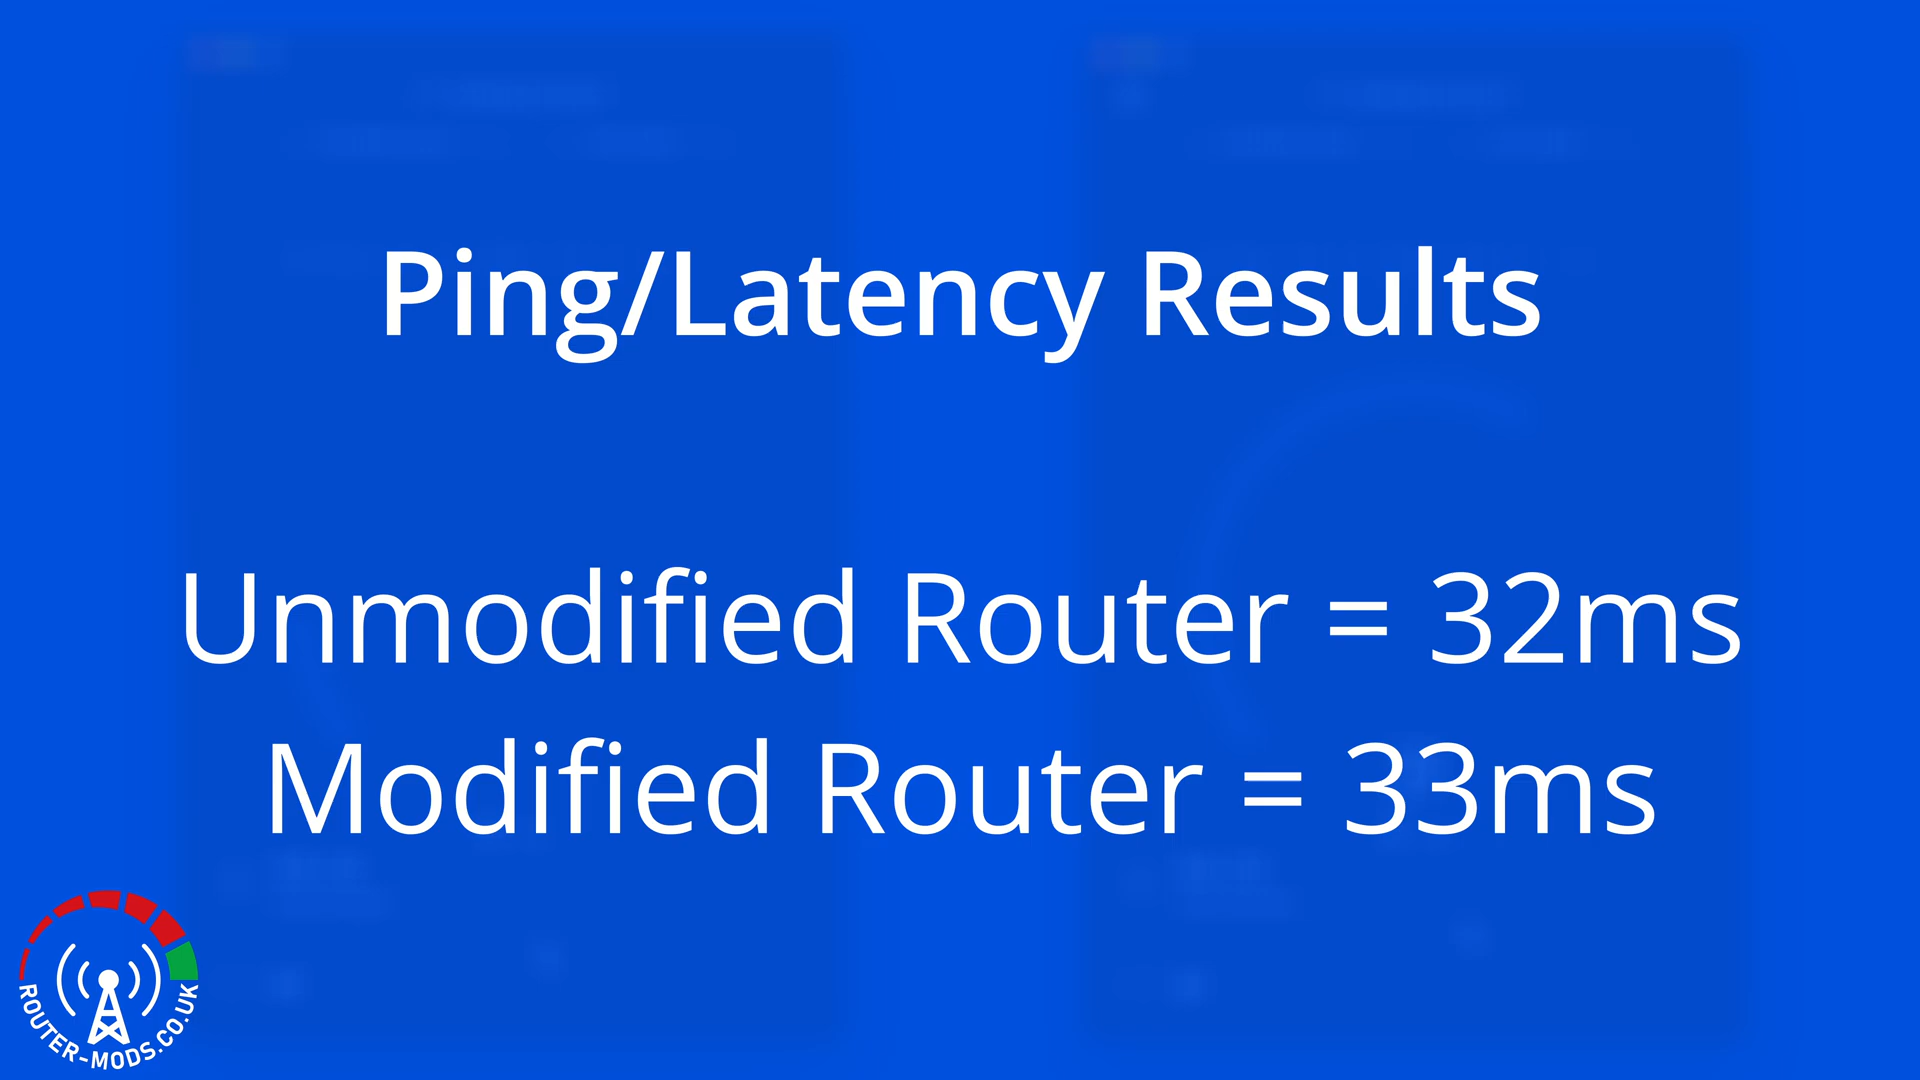 Ping/Latency Results
Unmodified Router = 32ms
Modified Router = 33ms
ROUTER-MODS.CO.UK